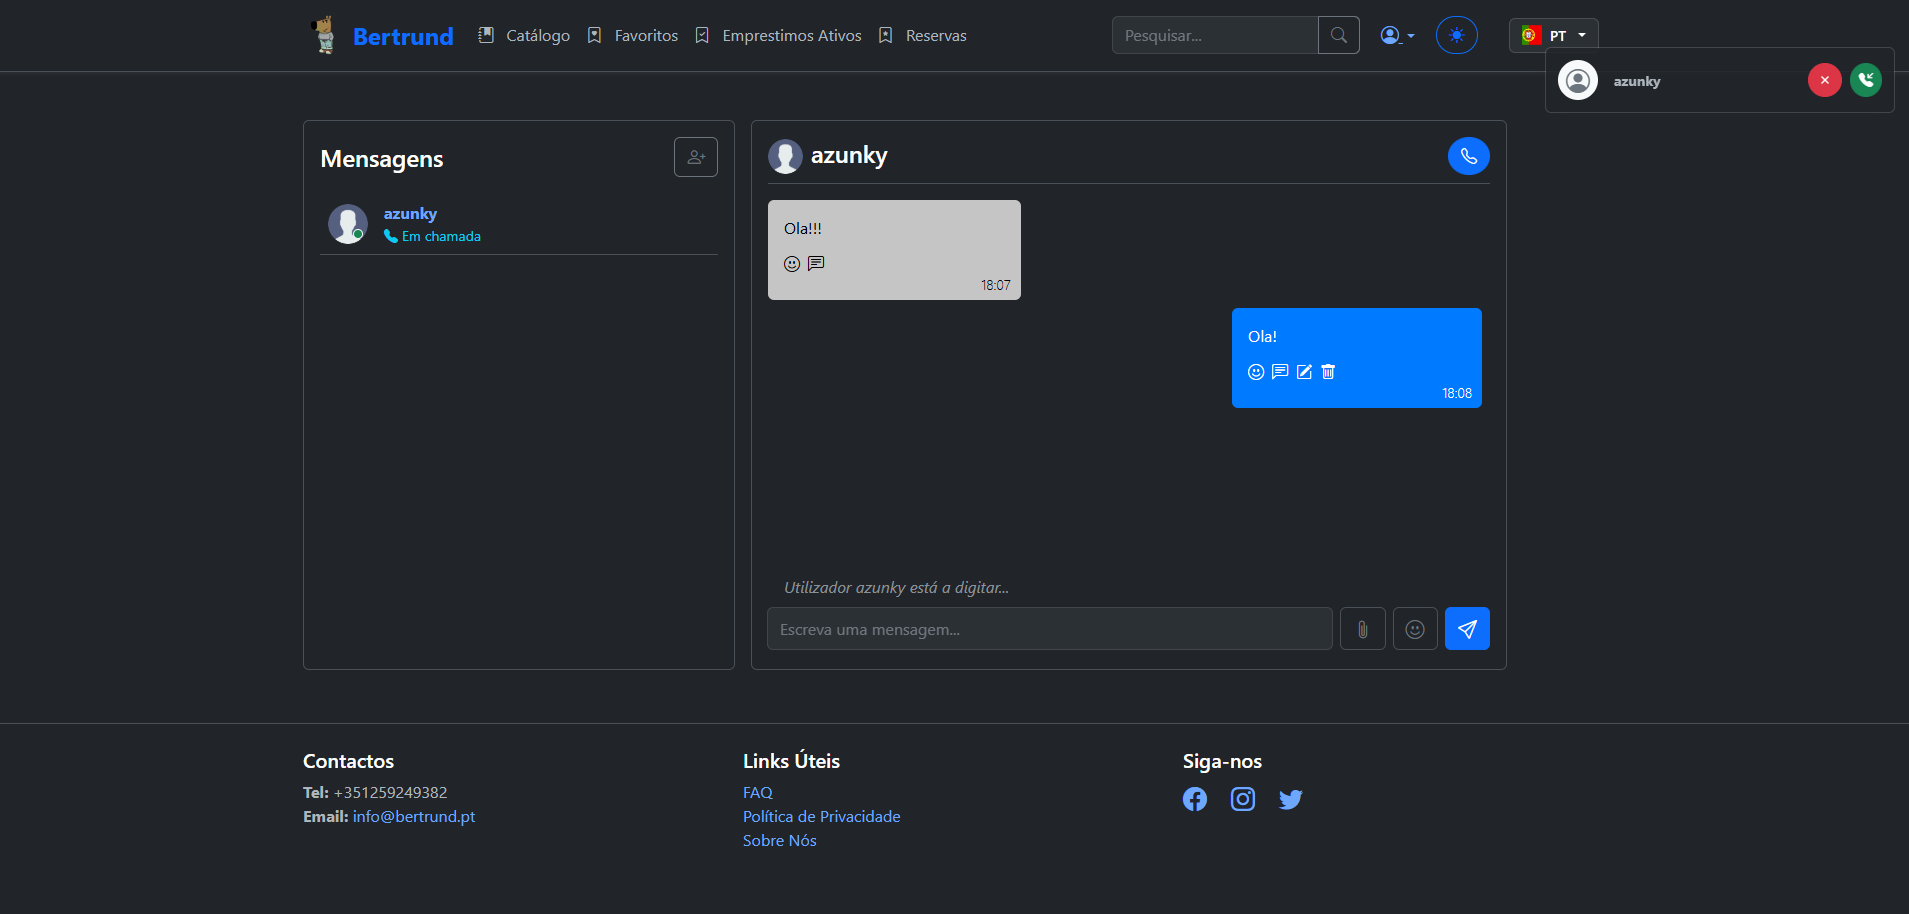 Bertrund
Catálogo
Favoritos
Emprestimos Ativos
Reservas
Pesquisar...
PT
azunky
Mensagens
azunky
Em chamada
azunky
Ola!!!
18:07
Ola!
18:08
Utilizador azunky está a digitar...
Escreva uma mensagem...
Contactos
Tel: +351259249382
Email: info@bertrund.pt
Links Úteis
FAQ
Política de Privacidade
Sobre Nós
Siga-nos